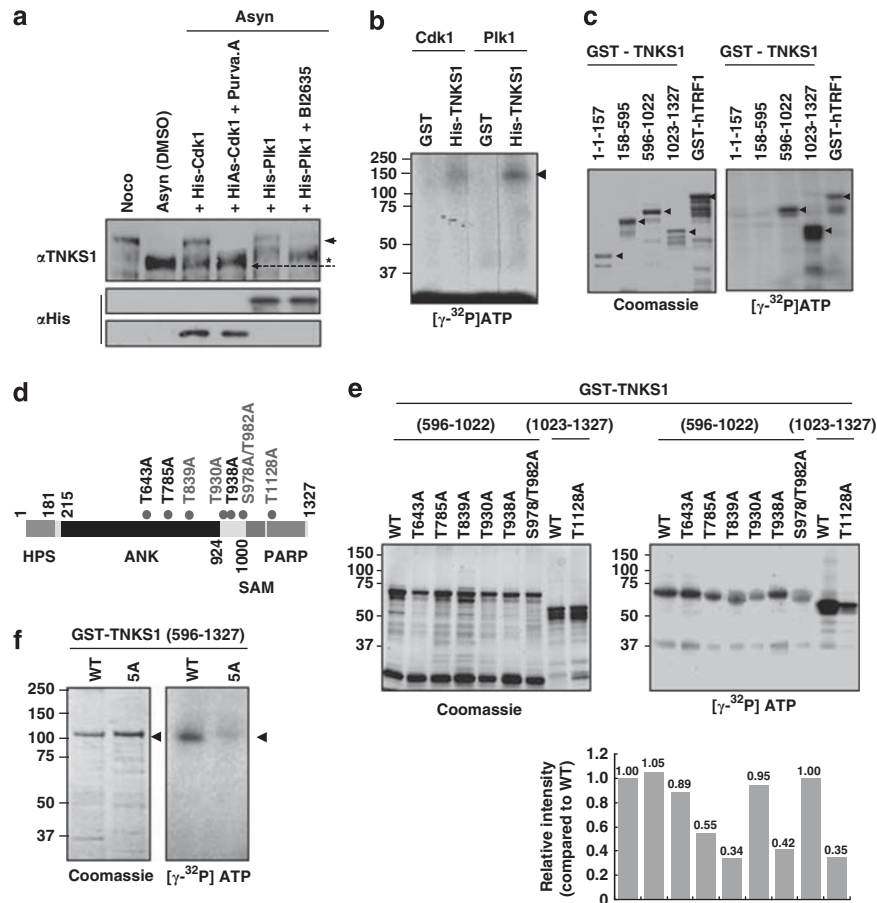 a
Asyn
Noco
Asyn (DMSO)
+ His-Cdk1
+ HiAs-Cdk1 + Purva.A
+ His-Plk1
+ His-Plk1 + BI2635
αTNKS1
*
αHis
b
Cdk1 Plk1
GST
His-TNKS1
GST
His-TNKS1
250
150
100
75
50
37
[γ-32P]ATP
c
GST - TNKS1 GST - TNKS1
1-1-157
158-595
596-1022
1023-1327
GST-hTRF1
1-1-157
158-595
596-1022
1023-1327
GST-hTRF1
Coomassie [γ-32P]ATP
d
1
181
215
T643A
T785A
T839A
T930A
T938A
S978A/T982A
T1128A
1327
HPS ANK 924 1000 PARP
SAM
e
GST-TNKS1
(596-1022) (1023-1327) (596-1022) (1023-1327)
WT
T643A
T785A
T839A
T930A
T938A
S978/T982A
WT
T1128A
WT
T643A
T785A
T839A
T930A
T938A
S978/T982A
WT
T1128A
150
100
75
50
37
150
100
75
50
37
Coomassie [γ-32P] ATP
Relative intensity
(compared to WT)
1.2
1.0
0.8
0.6
0.4
0.2
0
1.00 1.05 0.89 0.55 0.34 0.95 0.42 1.00 0.35
f
GST-TNKS1 (596-1327)
WT 5A WT 5A
250
150
100
75
50
37
Coomassie [γ-32P] ATP